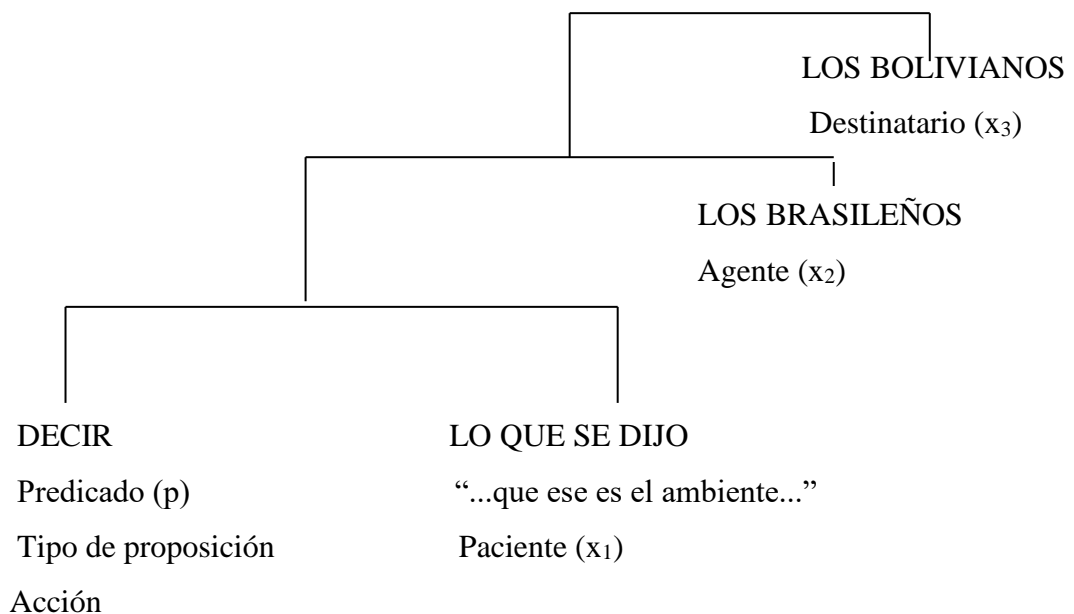 LOS BOLIVIANOS
Destinatario (x₃)
LOS BRASILEÑOS
Agente (x₂)
DECIR
Predicado (p)
Tipo de proposición
Acción
LO QUE SE DIJO
“...que ese es el ambiente...”
Paciente (x₁)